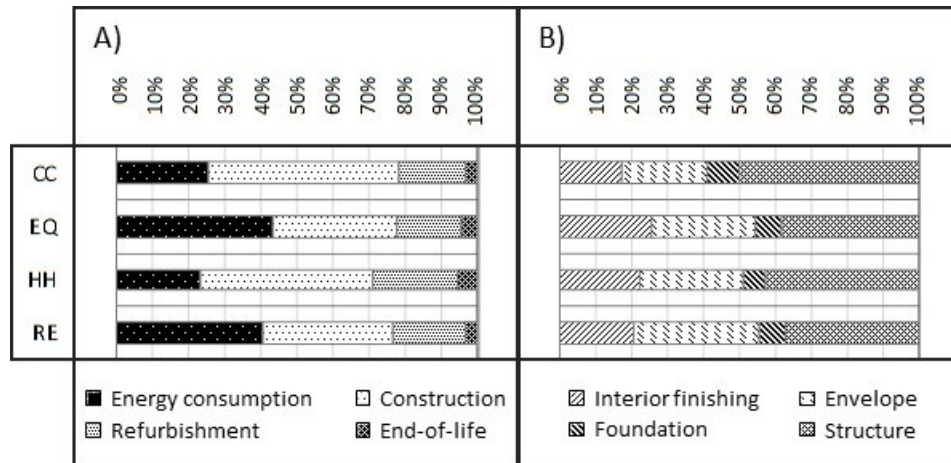 A)
0% 10% 20% 30% 40% 50% 60% 70% 80% 90% 100%
B)
0% 10% 20% 30% 40% 50% 60% 70% 80% 90% 100%
CC
EQ
HH
RE
Energy consumption
Construction
Refurbishment
End-of-life
Interior finishing
Envelope
Foundation
Structure